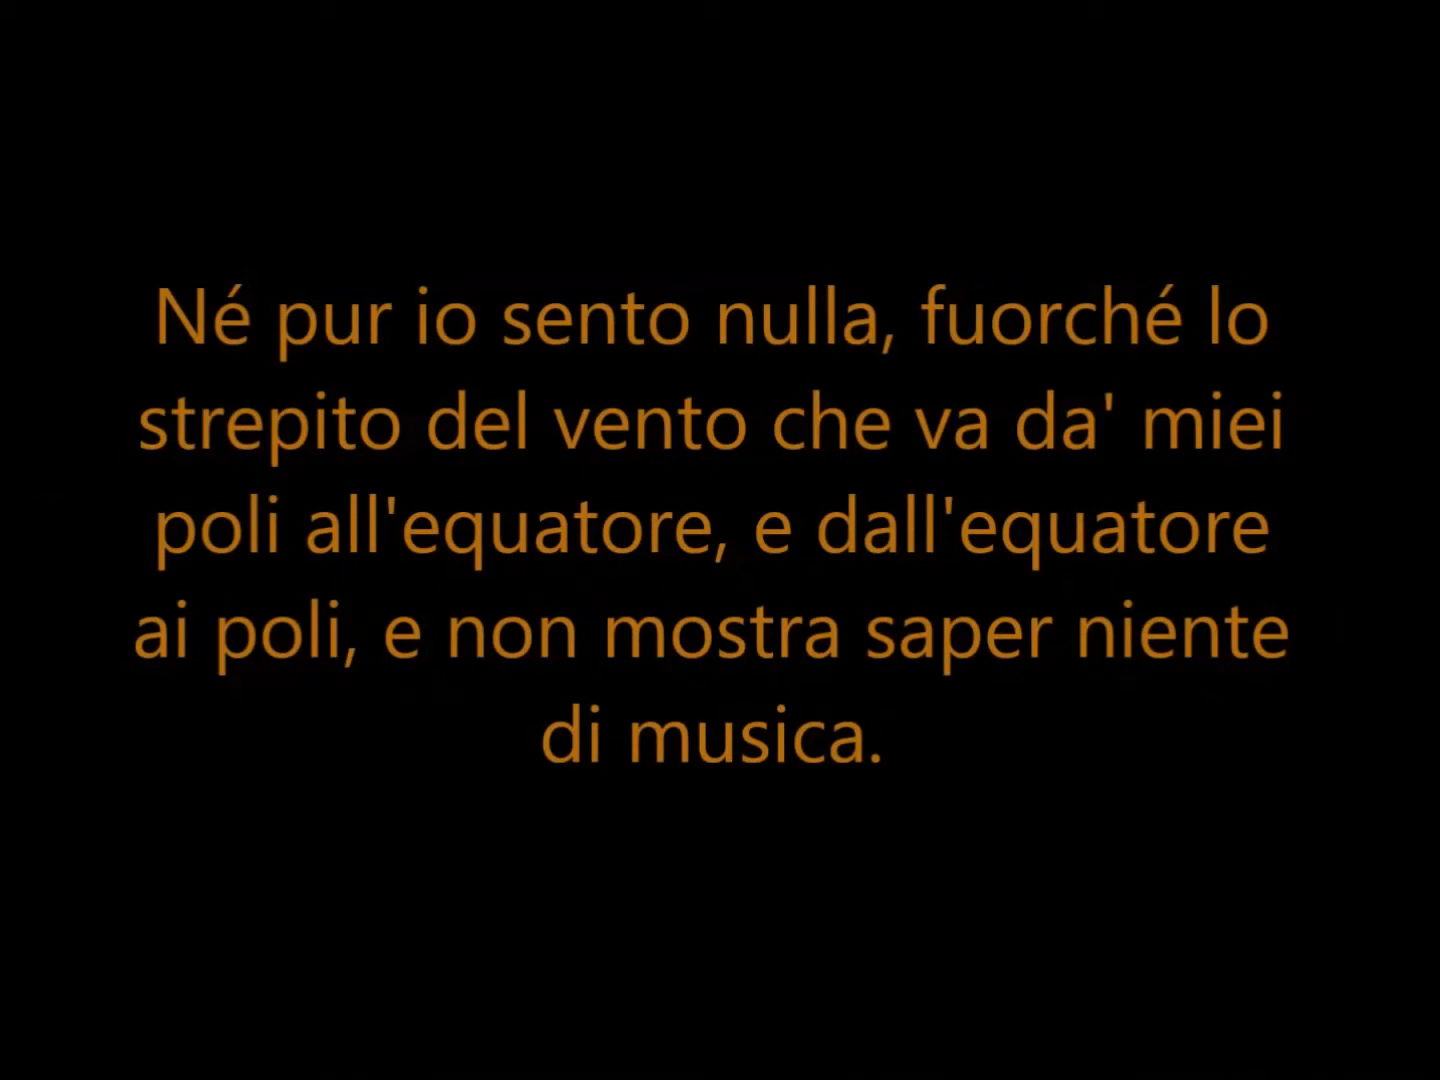 Né pur io sento nulla, fuorché lo
strepito del vento che va da' miei
poli all'equatore, e dall'equatore
ai poli, e non mostra saper niente
di musica.